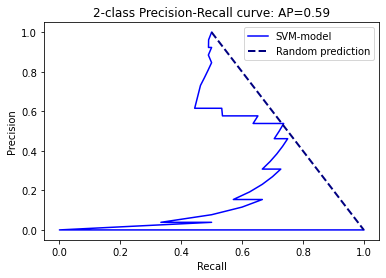 2-class Precision-Recall curve: AP=0.59
SVM-model
Random prediction
Precision
1.0
0.8
0.6
0.4
0.2
0.0
0.0 0.2 0.4 0.6 0.8 1.0
Recall